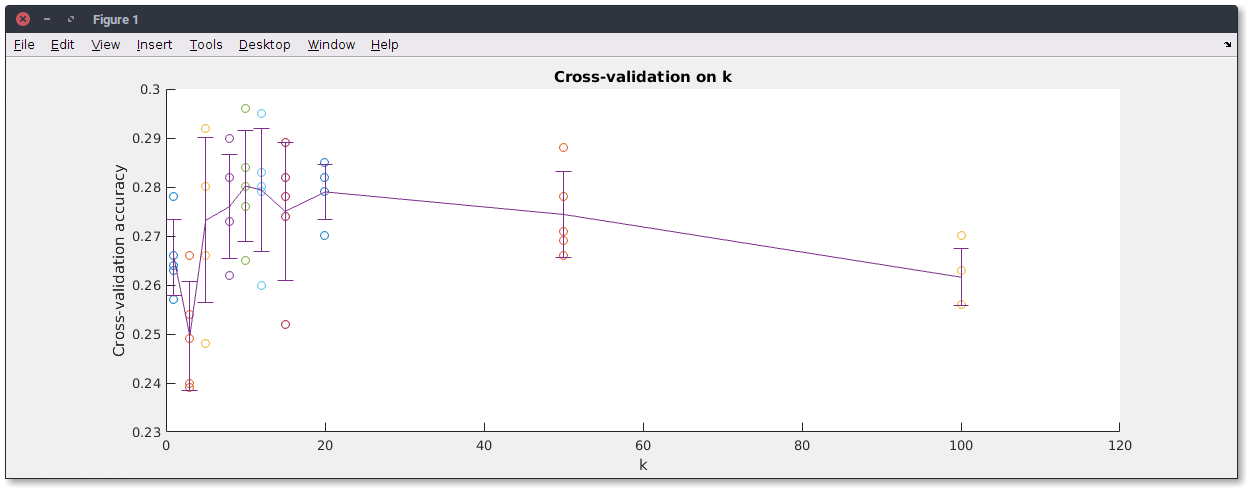 Figure 1
File Edit View Insert Tools Desktop Window Help
Cross-validation on k
Cross-validation accuracy
0.3
0.29
0.28
0.27
0.26
0.25
0.24
0.23
0 20 40 60 80 100 120
k